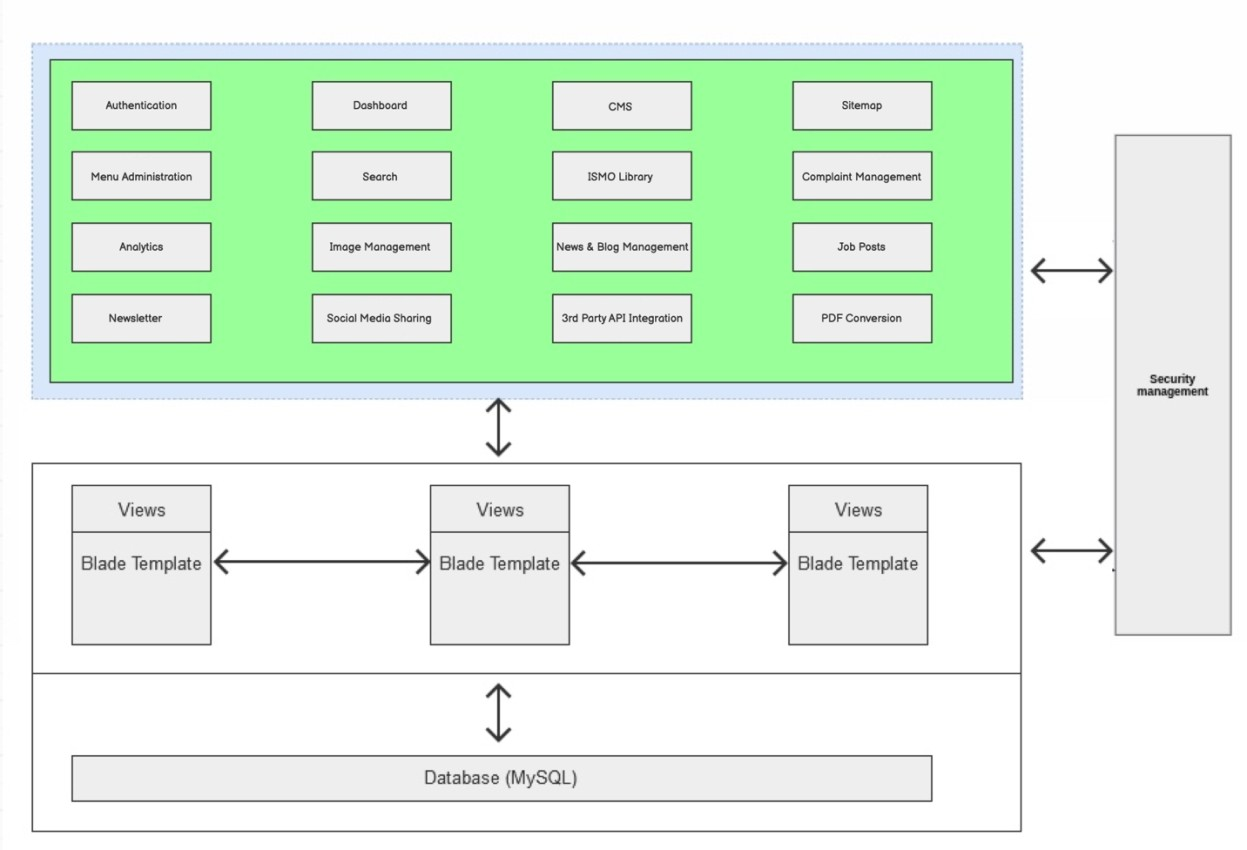 Authentication
Dashboard
CMS
Sitemap
Menu Administration
Search
ISMO Library
Complaint Management
Analytics
Image Management
News & Blog Management
Job Posts
Newsletter
Social Media Sharing
3rd Party API Integration
PDF Conversion
Security
management
Views
Views
Views
Blade Template
Blade Template
Blade Template
Database (MySQL)